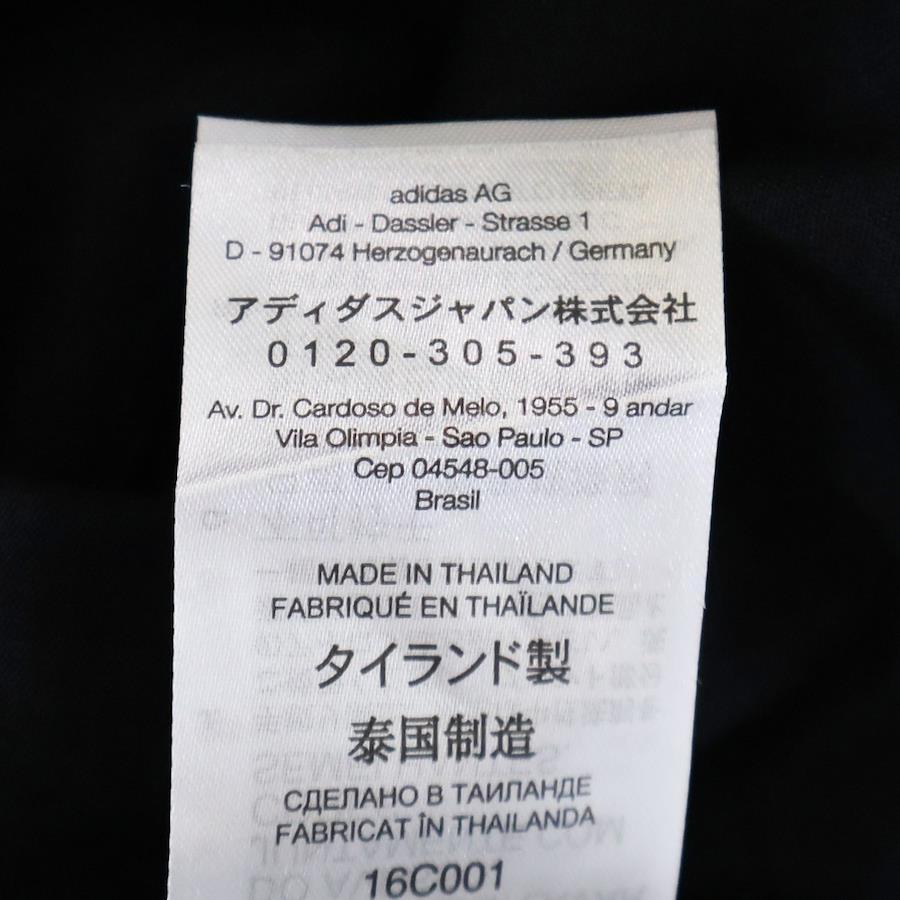 adidas AG
Adi - Dassler - Strasse 1
D - 91074 Herzogenaurach / Germany
アディダスジャパン株式会社
0120-305-393
Av. Dr. Cardoso de Melo, 1955 - 9 andar
Vila Olimpia - Sao Paulo - SP
Cep 04548-005
Brasil
MADE IN THAILAND
FABRIQUÉ EN THAÏLANDE
タイランド製
泰国制造
СДЕЛАНО В ТАИЛАНДЕ
FABRICAT ÎN THAILANDA
16C001